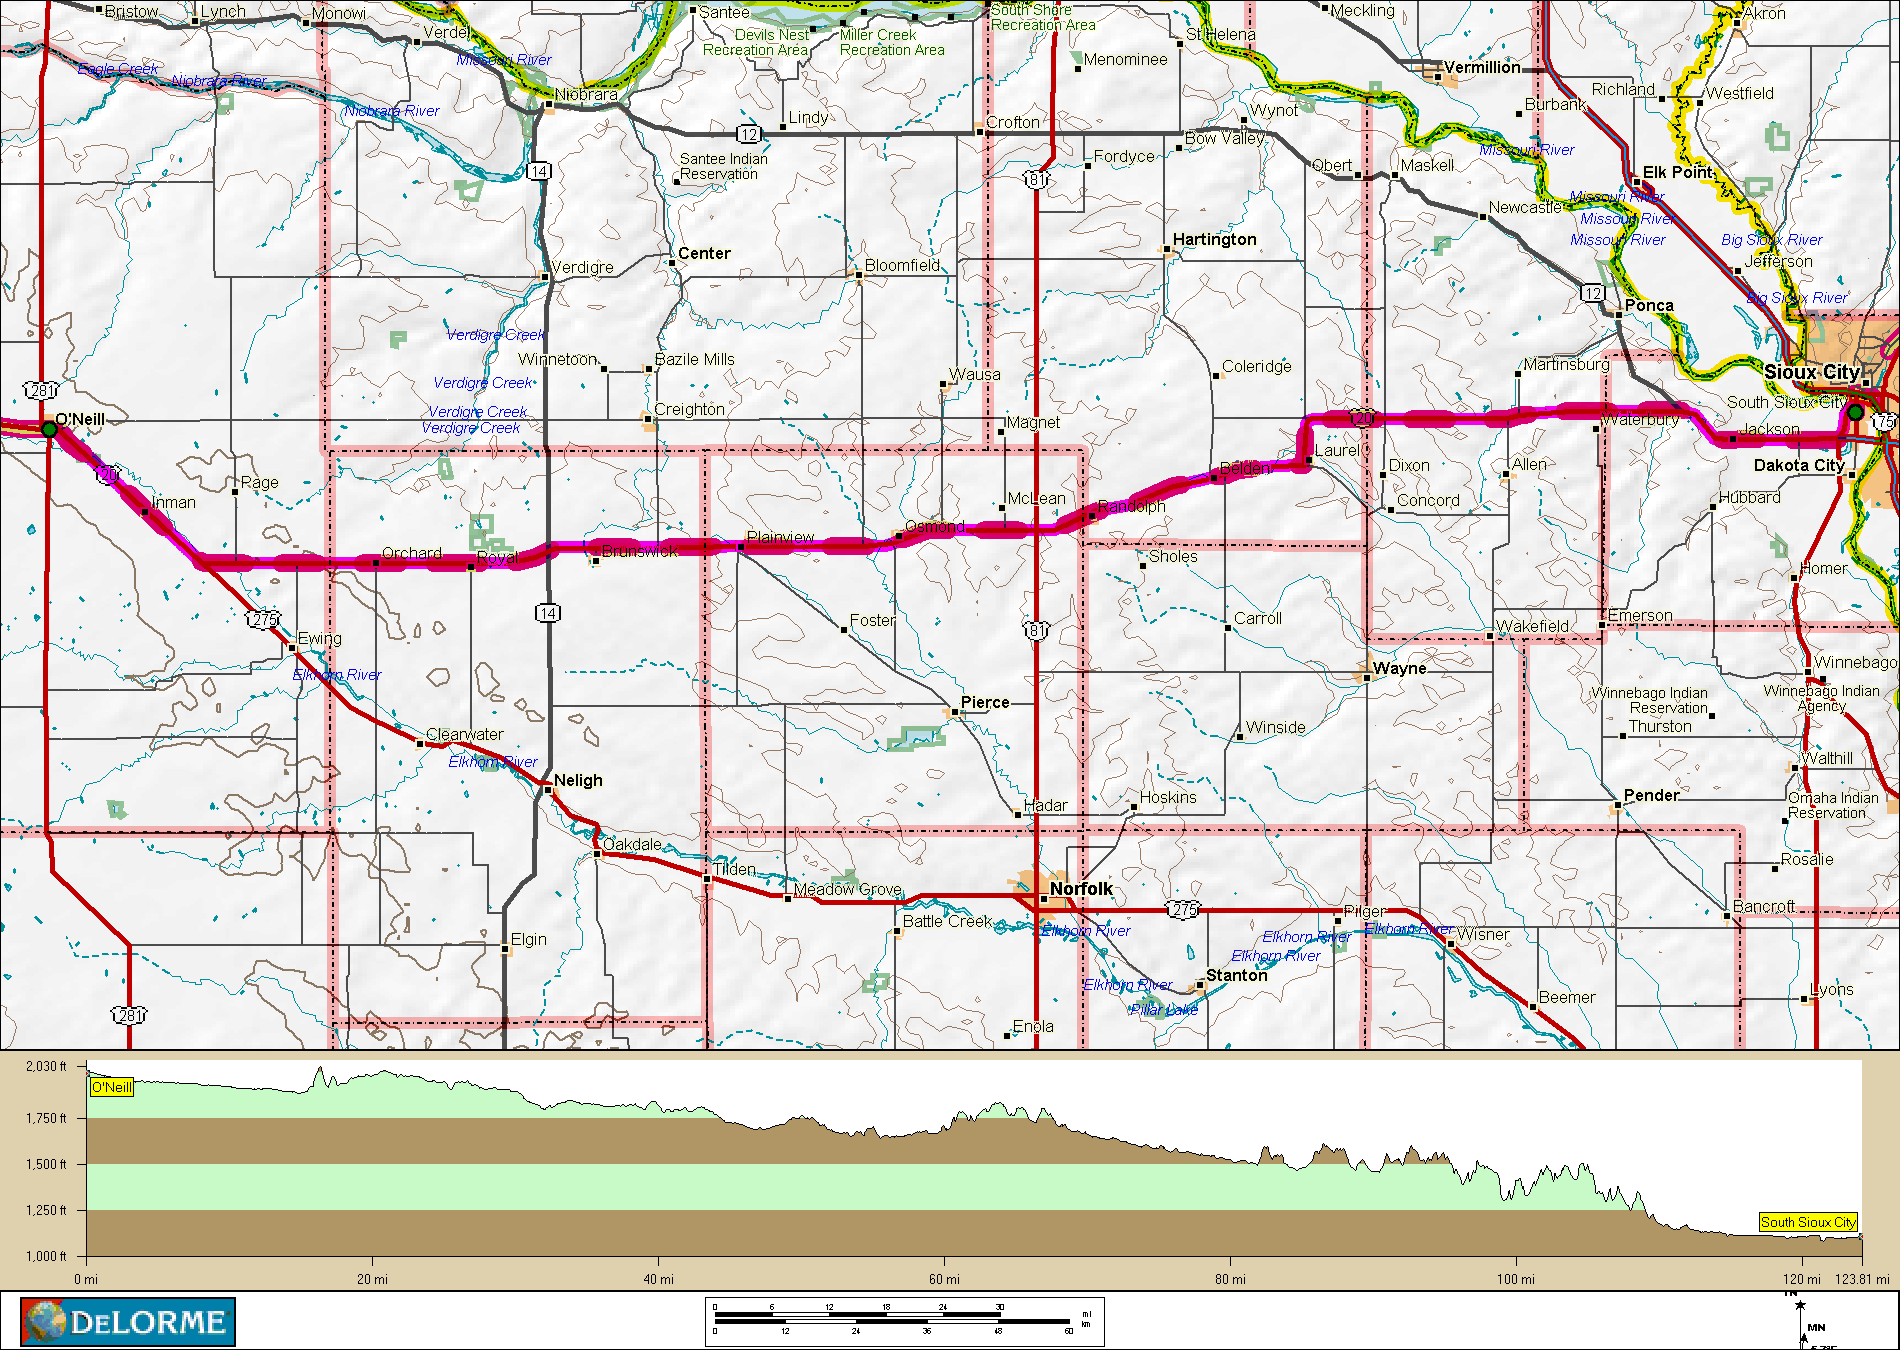 Bristow
Lynch
Monowi
Verdel
Santee
South Shore
Recreation Area
Meckling
Akron
Devils Nest
Recreation Area
Miller Creek
Recreation Area
St Helena
Eagle Creek
Niobrara River
Missouri River
Menominee
Vermillion
Niobrara River
Niobrara
Lindy
12
Crofton
Wynot
Burbank
Richland
Westfield
Bow Valley
Missouri River
14
Santee Indian
Reservation
81
Fordyce
Obert
Maskell
Elk Point
Missouri River
Newcastle
Missouri River
Missouri River
Big Sioux River
Hartington
Center
Verdigre
Bloomfield
Jefferson
12
Ponca
Big Sioux River
Verdigre Creek
Winnetoon
Bazile Mills
Verdigre Creek
Wausa
Coleridge
Martinsburg
Sioux City
281
O'Neill
Verdigre Creek
Verdigre Creek
Creighton
Magnet
20
Waterbury
South Sioux City
75
Jackson
20
Page
Inman
McLean
Randolph
Belden
Laurel
Dixon
Concord
Allen
Dakota City
Hubbard
Orchard
Royal
Brunswick
Plainview
Osmond
Sholes
Homer
275
Ewing
14
Foster
81
Carroll
Wakefield
Emerson
Elkhorn River
Wayne
Winnebago
Winnebago Indian
Reservation
Winnebago Indian
Agency
Pierce
Clearwater
Winside
Thurston
Elkhorn River
Neligh
Walthill
Hadar
Hoskins
Pender
Omaha Indian
Reservation
Oakdale
Tilden
Meadow Grove
Norfolk
Rosalie
Battle Creek
275
Pilger
Bancroft
Elgin
Elkhorn River
Elkhorn River
Elkhorn River
Wisner
Elkhorn River
Stanton
Elkhorn River
Pillar Lake
Beemer
Lyons
281
Enola
2,030 ft
O'Neill
1,750 ft
1,500 ft
1,250 ft
South Sioux City
1,000 ft
0 mi
20 mi
40 mi
60 mi
80 mi
100 mi
120 mi
123.81 mi
DELORME
0 6 12 18 24 30 mi
0 12 24 36 48 60 km
TN
MN